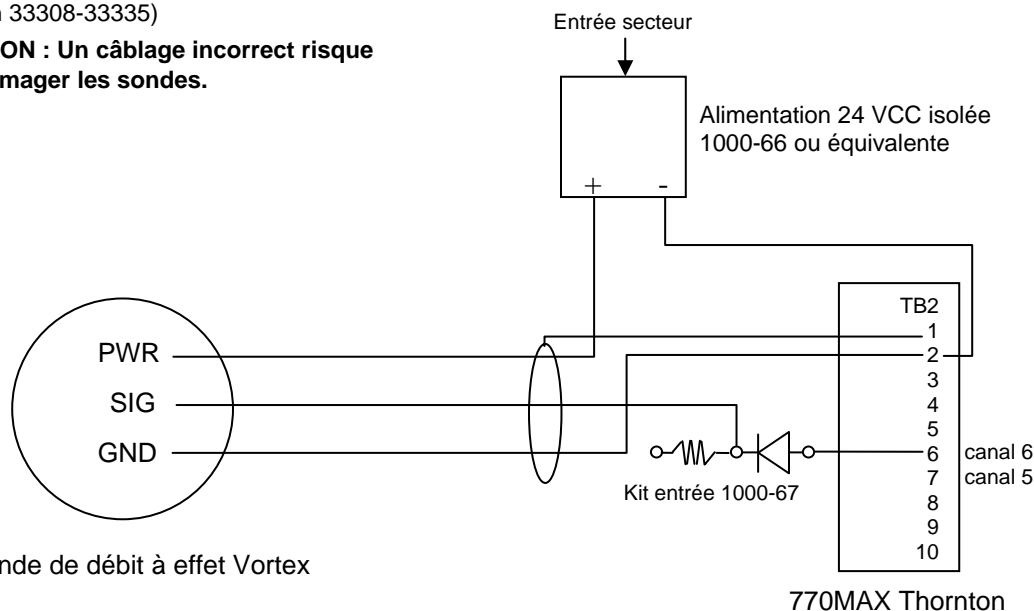 33308-33335)
ON : Un câblage incorrect risque
mager les sondes.
Entrée secteur
Alimentation 24 VCC isolée
1000-66 ou équivalente
+ -
TB2
1
2
3
4
5
6 canal 6
7 canal 5
8
9
10
PWR
SIG
GND
Kit entrée 1000-67
nde de débit à effet Vortex
770MAX Thornton